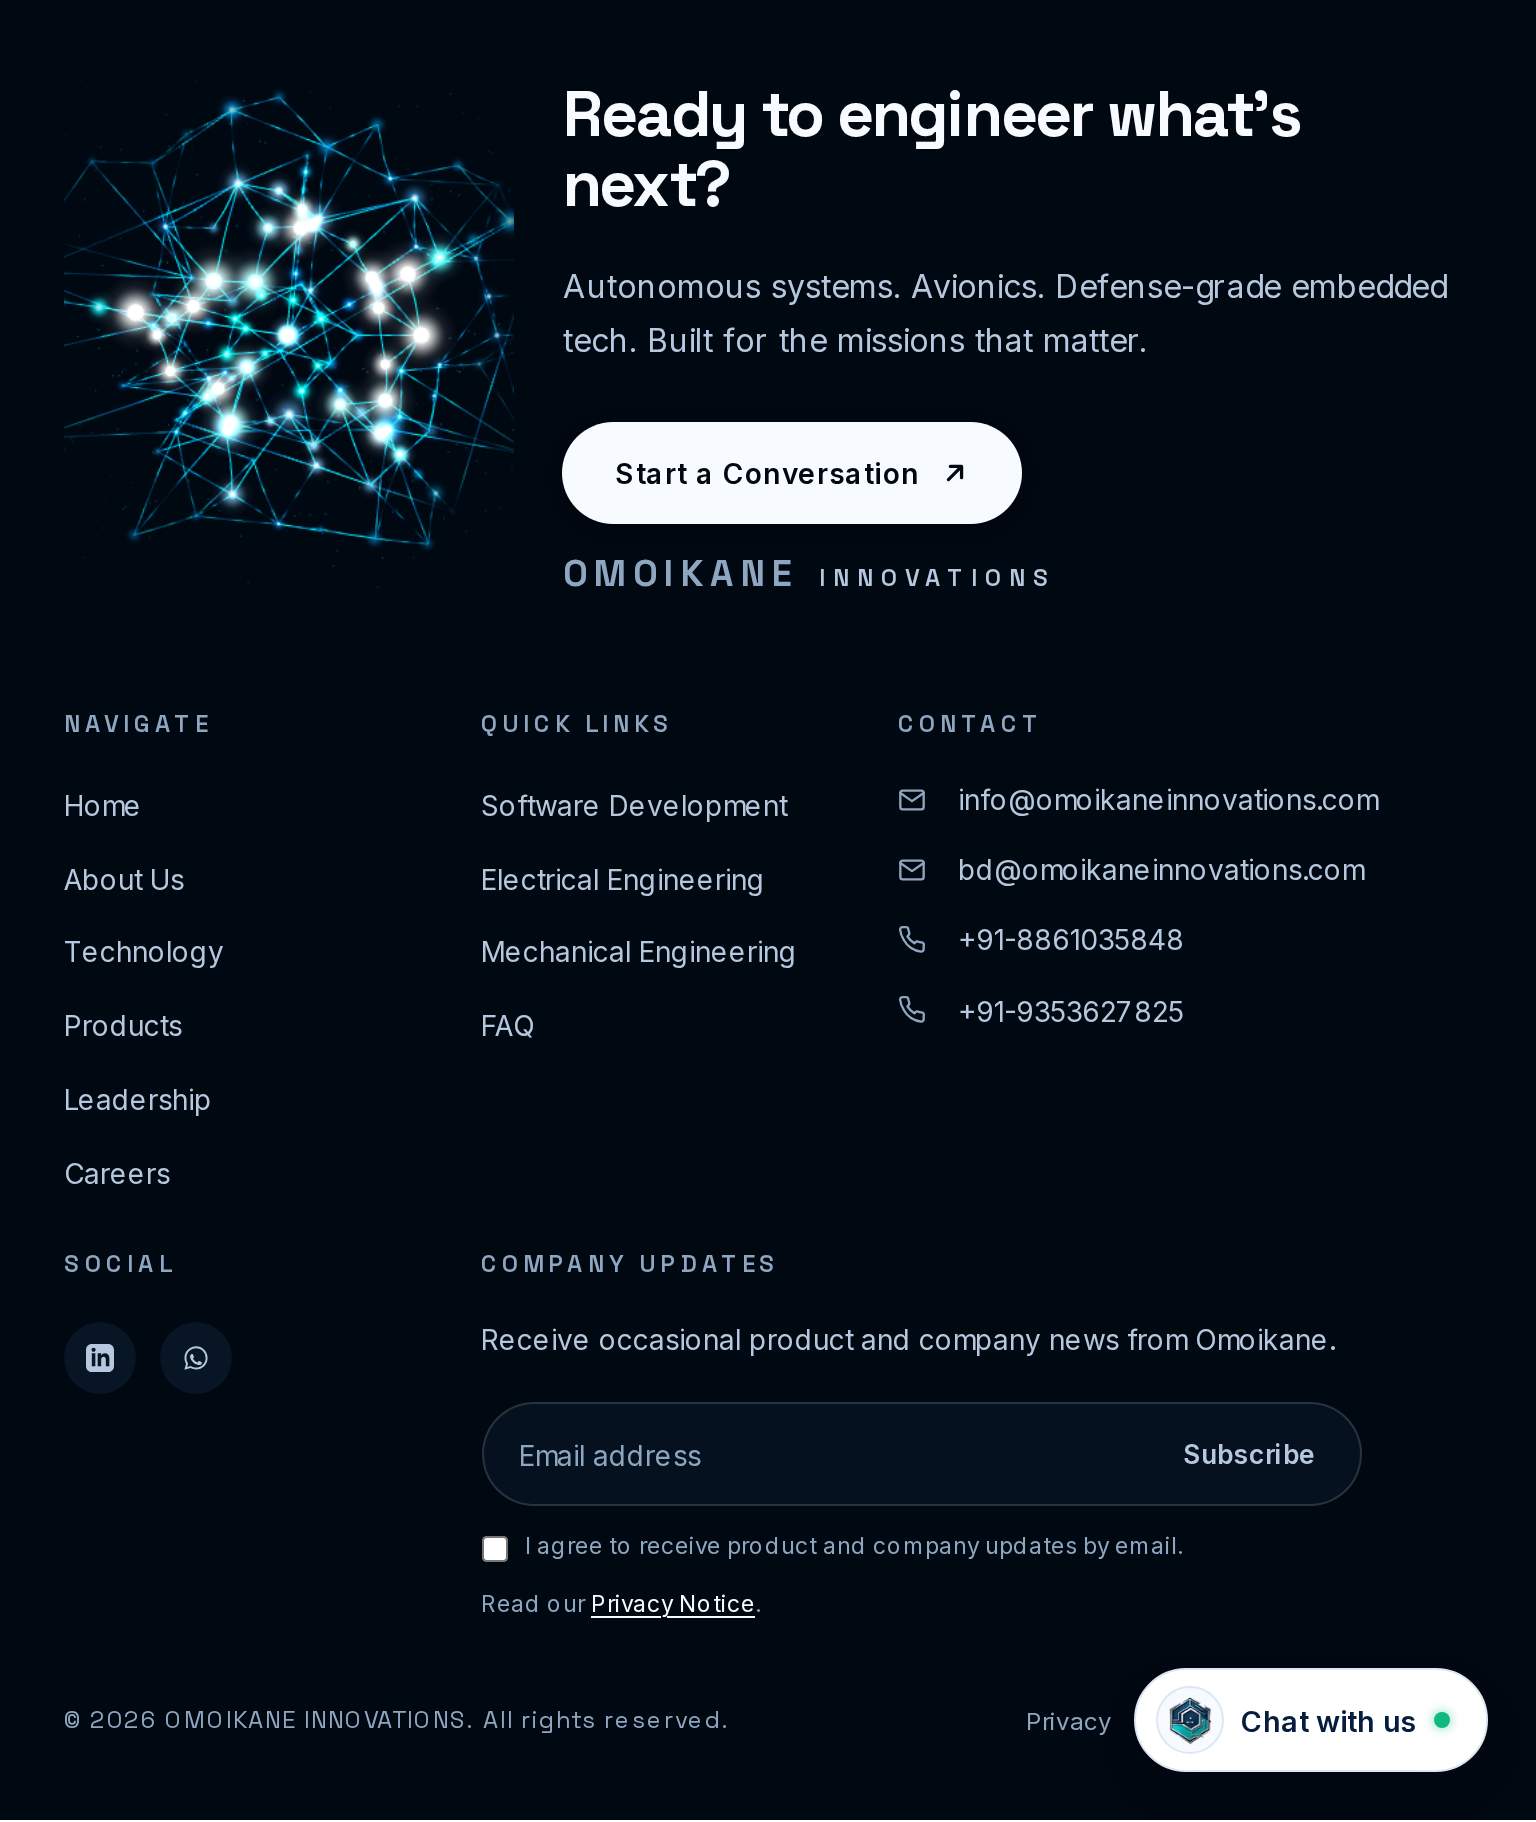 Ready to engineer what’s
next?
Autonomous systems. Avionics. Defense-grade embedded
tech. Built for the missions that matter.
Start a Conversation
OMOIKANE INNOVATIONS
NAVIGATE
Home
About Us
Technology
Products
Leadership
Careers
QUICK LINKS
Software Development
Electrical Engineering
Mechanical Engineering
FAQ
CONTACT
info@omoikaneinnovations.com
bd@omoikaneinnovations.com
+91-8861035848
+91-9353627825
SOCIAL
in
COMPANY UPDATES
Receive occasional product and company news from Omoikane.
Email address
Subscribe
I agree to receive product and company updates by email.
Read our Privacy Notice.
© 2026 OMOIKANE INNOVATIONS. All rights reserved.
Privacy
Chat with us